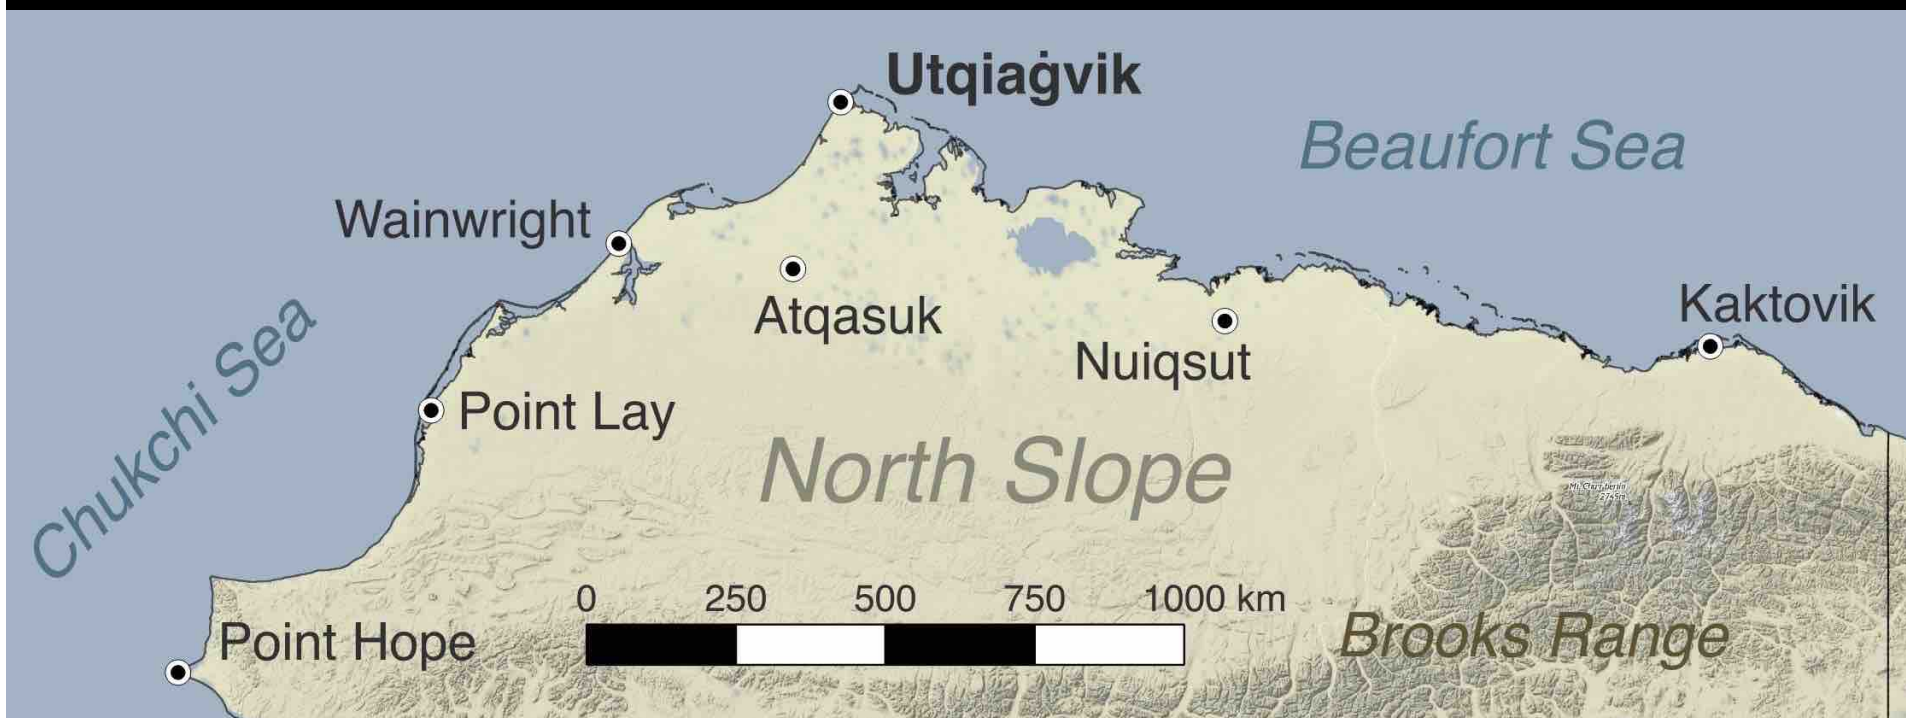 Utqiaġvik
Beaufort Sea
Wainwright
Kaktovik
Atqasuk
Nuiqsut
Chukchi Sea
Point Lay
North Slope
0 250 500 750 1000 km
Point Hope
Brooks Range